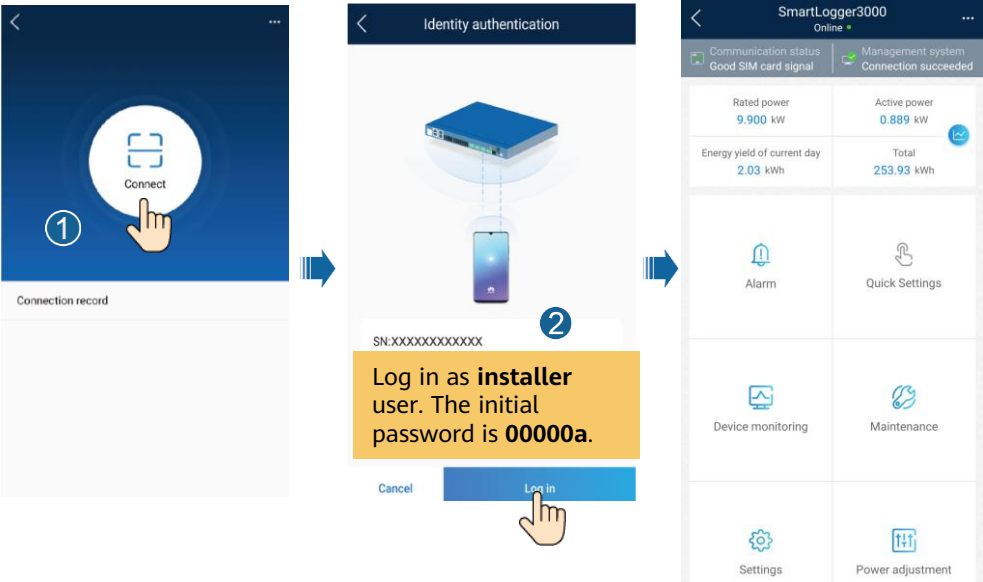 Connect
1
Connection record
Identity authentication
SN:XXXXXXXXXXXXX
2
Log in as installer
user. The initial
password is 00000a.
Cancel
Log in
SmartLogger3000
Online
Communication status
Good SIM card signal
Management system
Connection succeeded
Rated power
9.900 kW
Active power
0.889 kW
Energy yield of current day
2.03 kWh
Total
253.93 kWh
Alarm
Quick Settings
Device monitoring
Maintenance
Settings
Power adjustment